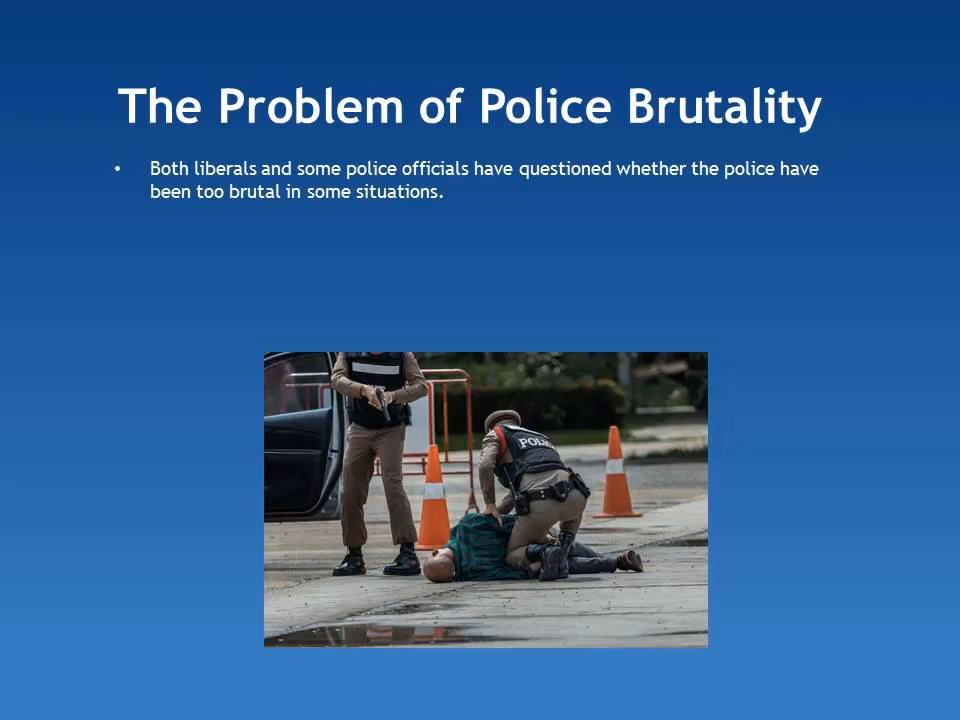 The Problem of Police Brutality
• Both liberals and some police officials have questioned whether the police have
been too brutal in some situations.
POLICE